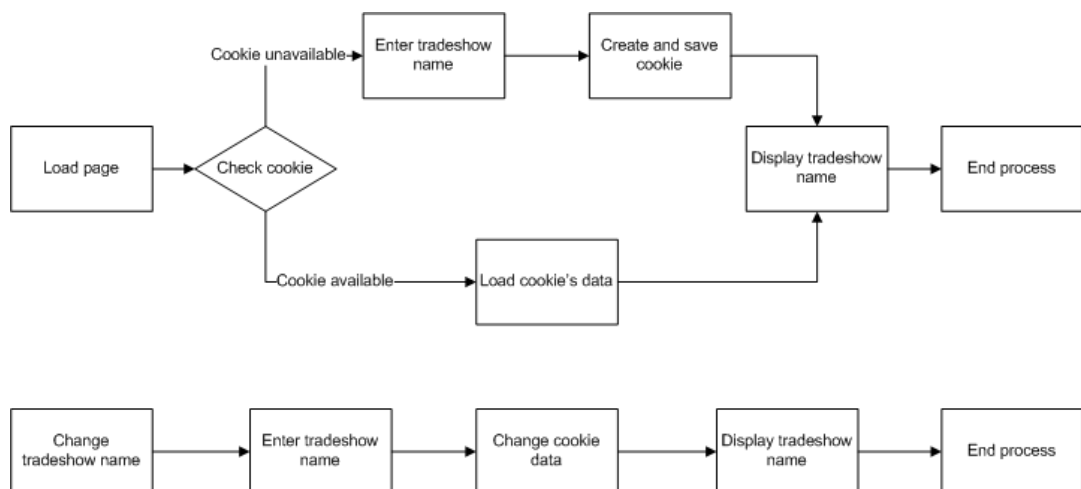 Cookie unavailable
Enter tradeshow
name
Create and save
cookie
Load page
Check cookie
Display tradeshow
name
End process
Cookie available
Load cookie's data
Change
tradeshow name
Enter tradeshow
name
Change cookie
data
Display tradeshow
name
End process